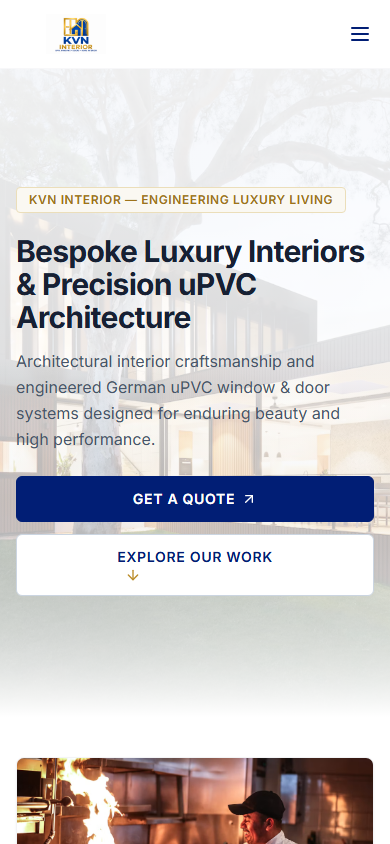 KVN
INTERIOR
KVN INTERIOR — ENGINEERING LUXURY LIVING
Bespoke Luxury Interiors
& Precision uPVC
Architecture
Architectural interior craftsmanship and
engineered German uPVC window & door
systems designed for enduring beauty and
high performance.
GET A QUOTE
EXPLORE OUR WORK